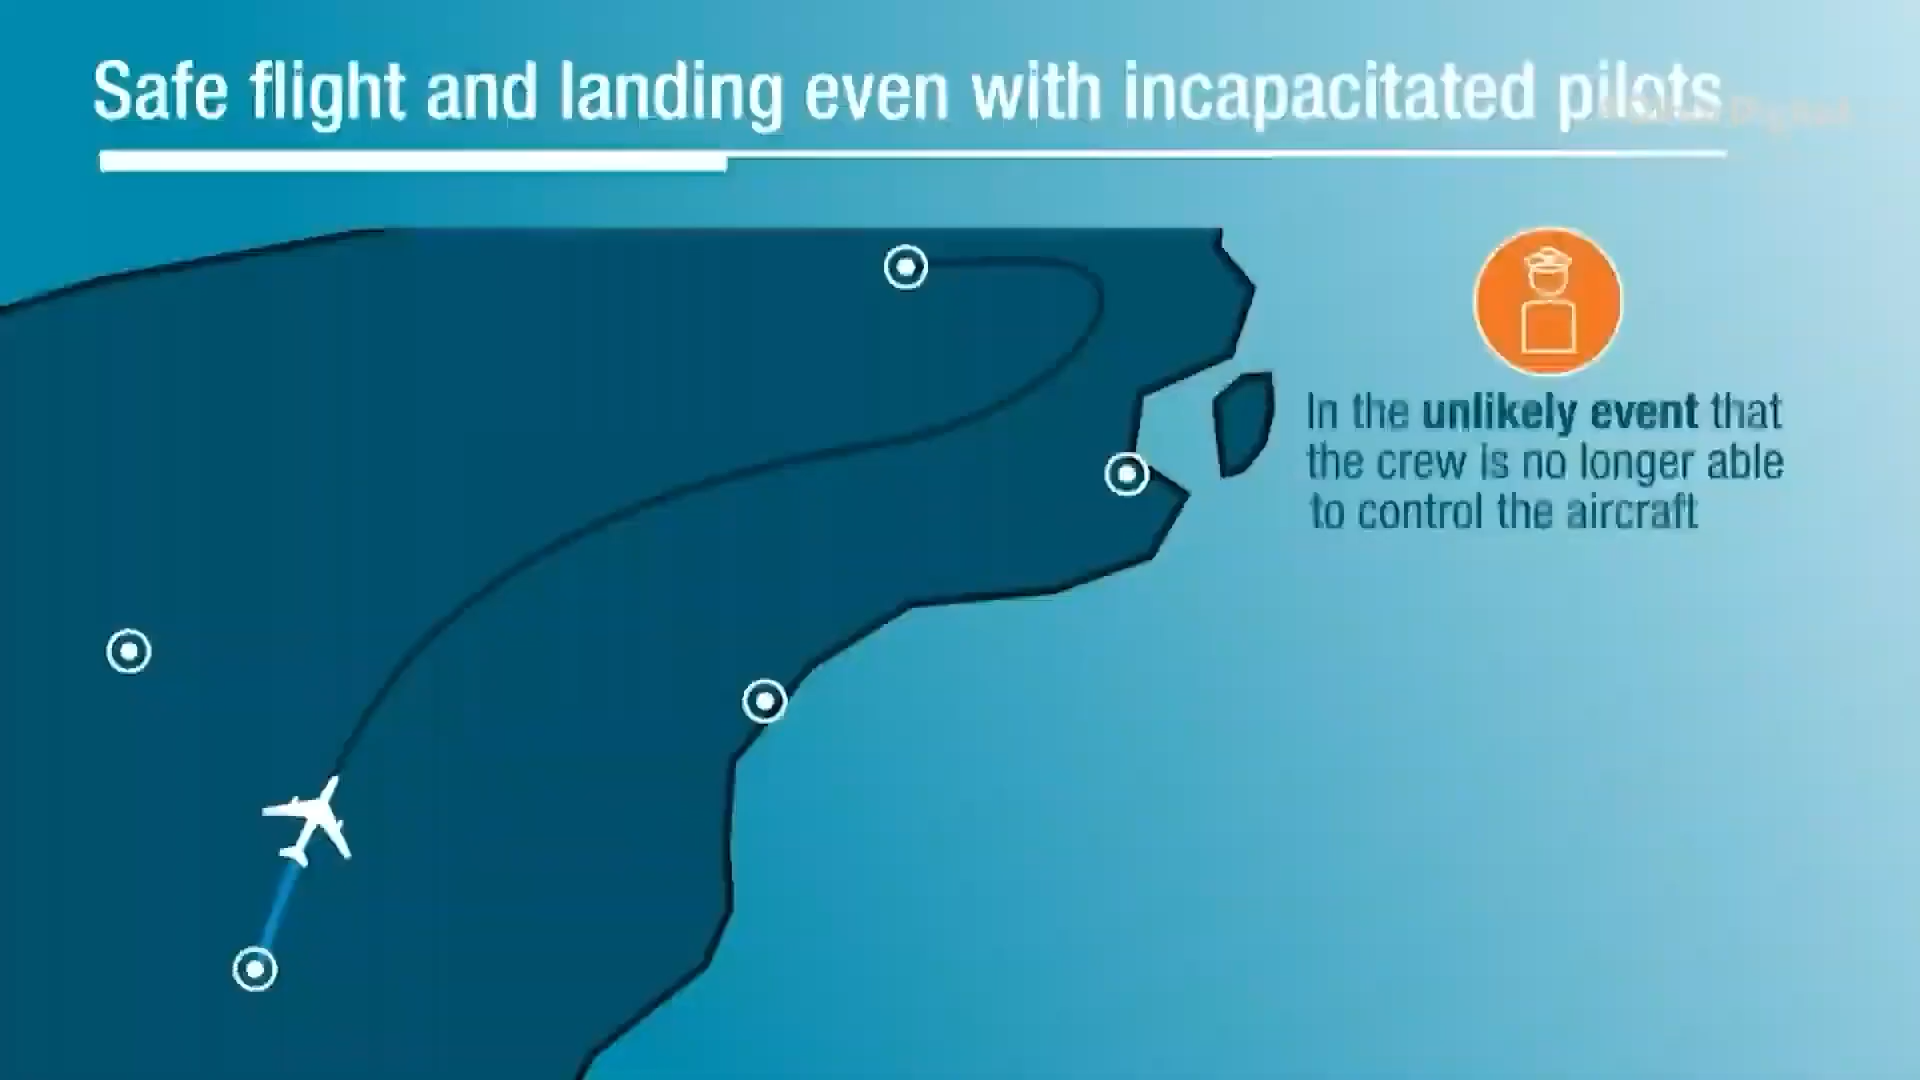 Safe flight and landing even with incapacitated pilots
In the unlikely event that
the crew is no longer able
to control the aircraft